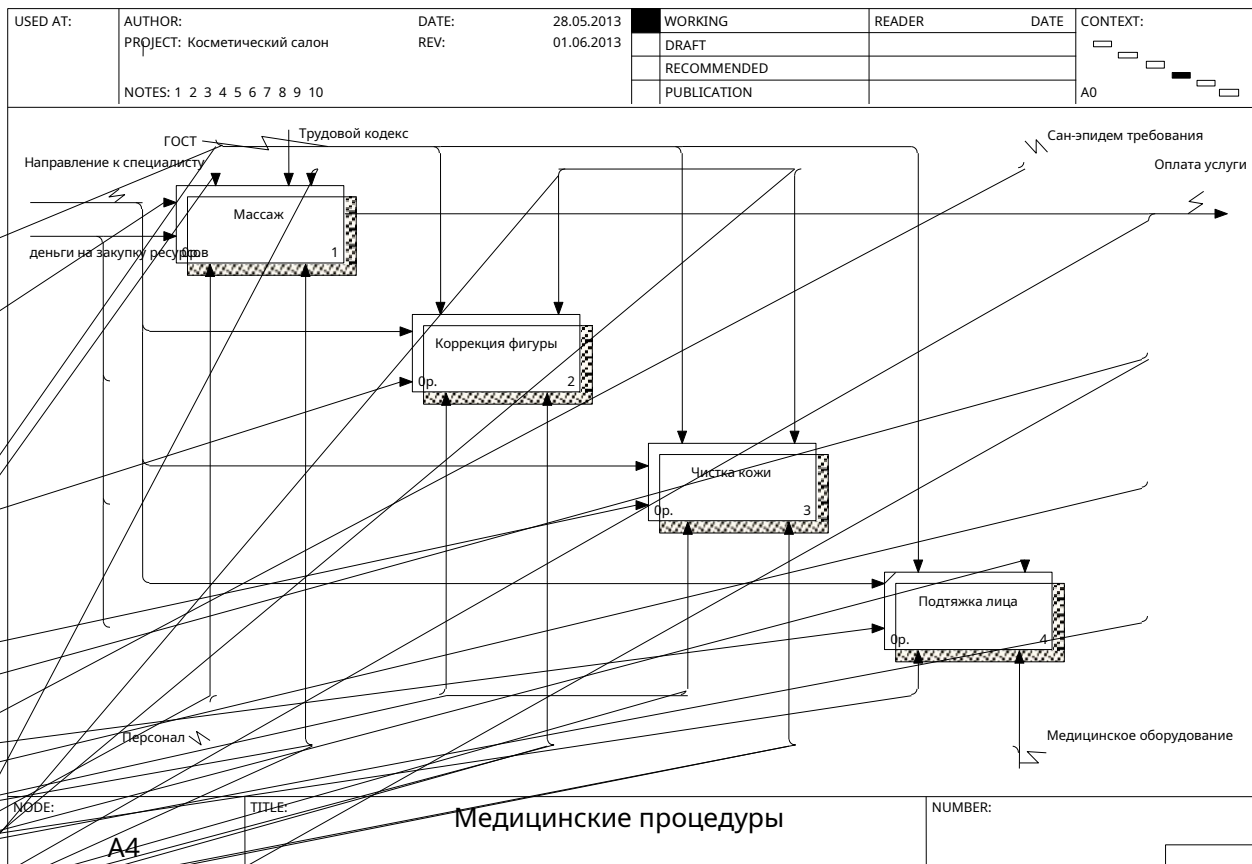 USED AT:
AUTHOR:
DATE:
28.05.2013
WORKING
READER
DATE
CONTEXT:
PROJECT: Косметический салон
REV:
01.06.2013
DRAFT
RECOMMENDED
NOTES: 1 2 3 4 5 6 7 8 9 10
PUBLICATION
A0
ГОСТ
Трудовой кодекс
Сан-эпидем требования
Направление к специалисту
Оплата услуги
Массаж
деньги на закупку ресурсов
0р.
1
Коррекция фигуры
0р.
2
Чистка кожи
0р.
3
Подтяжка лица
0р.
4
Персонал
Медицинское оборудование
NODE:
TITLE:
Медицинские процедуры
NUMBER:
A4